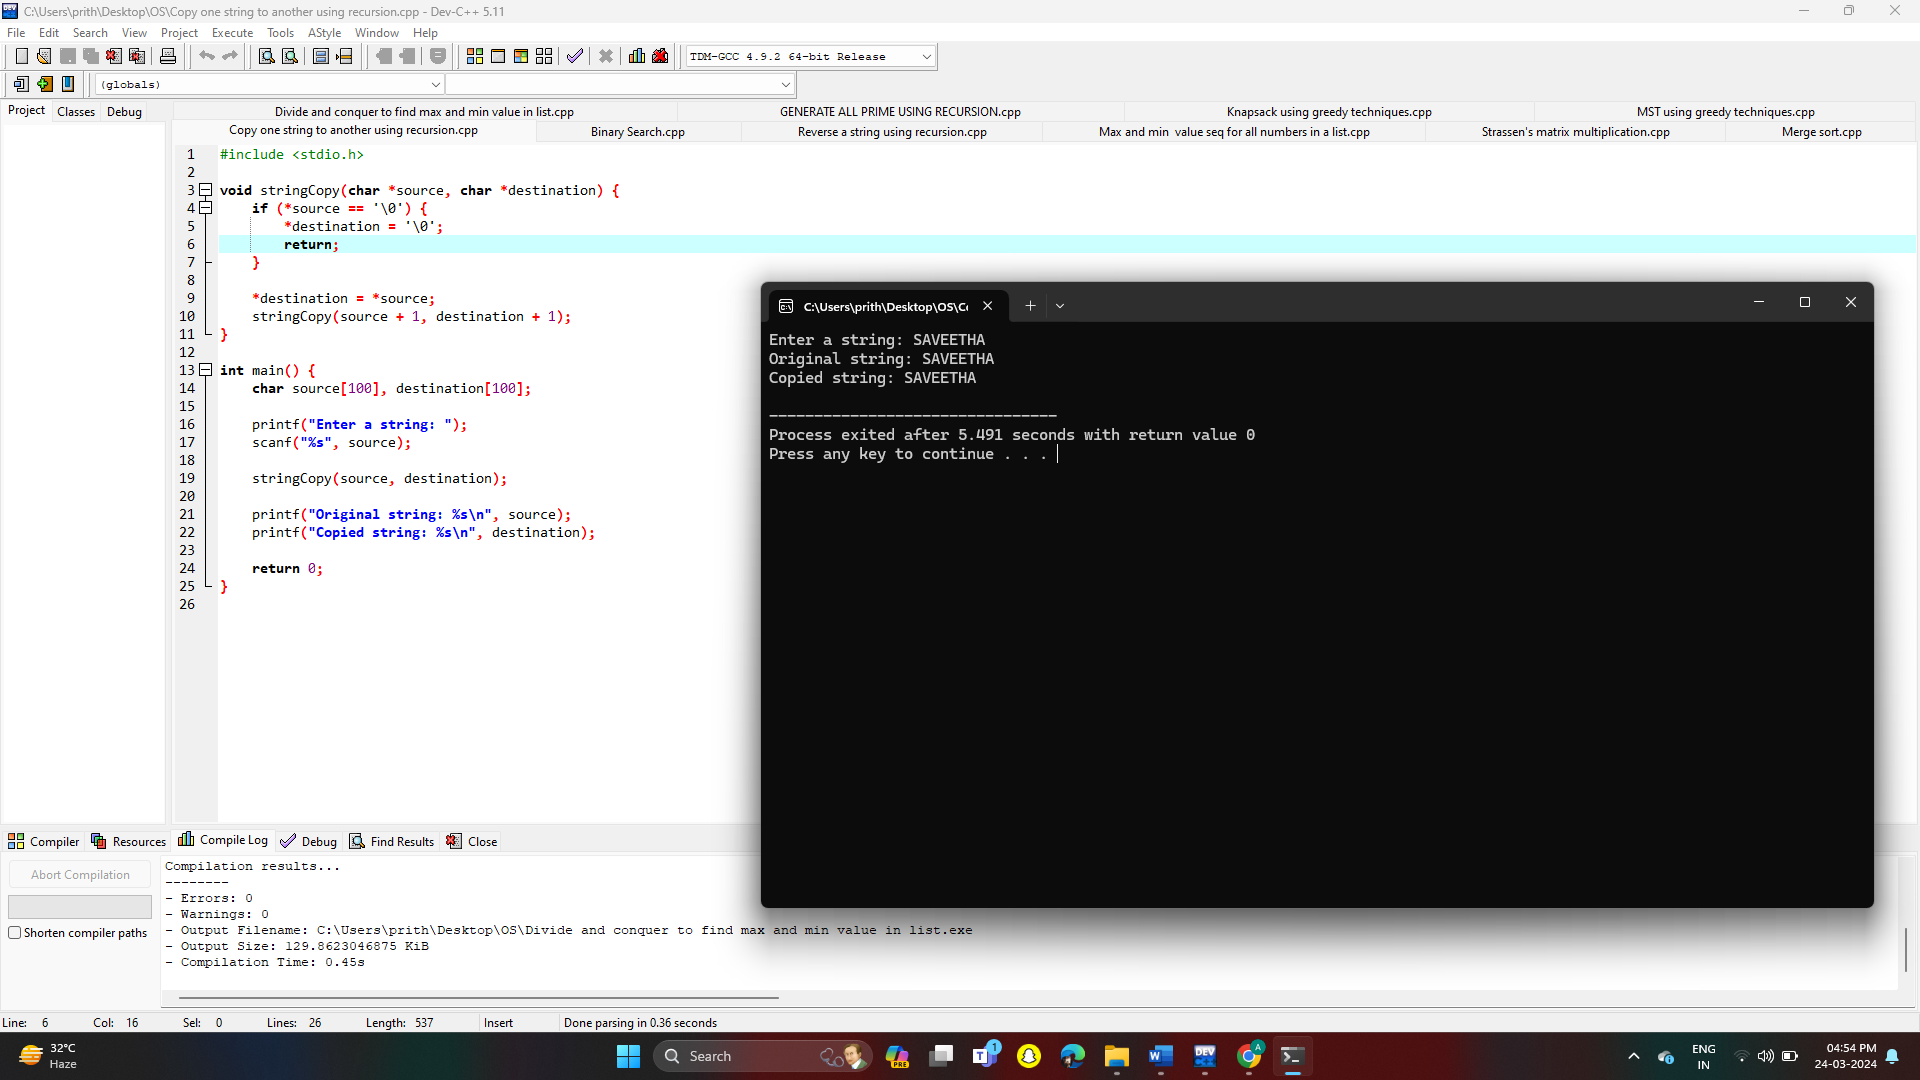 C:\Users\prith\Desktop\OS\Copy one string to another using recursion.cpp - Dev-C++ 5.11
File Edit Search View Project Execute Tools AStyle Window Help
TDM-GCC 4.9.2 64-bit Release
(globals)
Project Classes Debug
Divide and conquer to find max and min value in list.cpp GENERATE ALL PRIME USING RECURSION.cpp Knapsack using greedy techniques.cpp MST using greedy techniques.cpp
Copy one string to another using recursion.cpp Binary Search.cpp Reverse a string using recursion.cpp Max and min value seq for all numbers in a list.cpp Strassen's matrix multiplication.cpp Merge sort.cpp
1 #include <stdio.h>
2
3 void stringCopy(char *source, char *destination) {
4 if (*source == '\0') {
5 *destination = '\0';
6 return;
7 }
8
9 *destination = *source;
10 stringCopy(source + 1, destination + 1);
11 }
12
13 int main() {
14 char source[100], destination[100];
15
16 printf("Enter a string: ");
17 scanf("%s", source);
18
19 stringCopy(source, destination);
20
21 printf("Original string: %s\n", source);
22 printf("Copied string: %s\n", destination);
23
24 return 0;
25 }
26
C:\Users\prith\Desktop\OS\Co
Enter a string: SAVEETHA
Original string: SAVEETHA
Copied string: SAVEETHA
--------------------------------
Process exited after 5.491 seconds with return value 0
Press any key to continue . . .
Compiler Resources Compile Log Debug Find Results Close
Abort Compilation
Shorten compiler paths
Compilation results...
--------
- Errors: 0
- Warnings: 0
- Output Filename: C:\Users\prith\Desktop\OS\Divide and conquer to find max and min value in list.exe
- Output Size: 129.8623046875 KiB
- Compilation Time: 0.45s
Line: 6 Col: 16 Sel: 0 Lines: 26 Length: 537 Insert Done parsing in 0.36 seconds
32°C
Haze
Search
PRE
1
DEV
A
ENG
IN
04:54 PM
24-03-2024